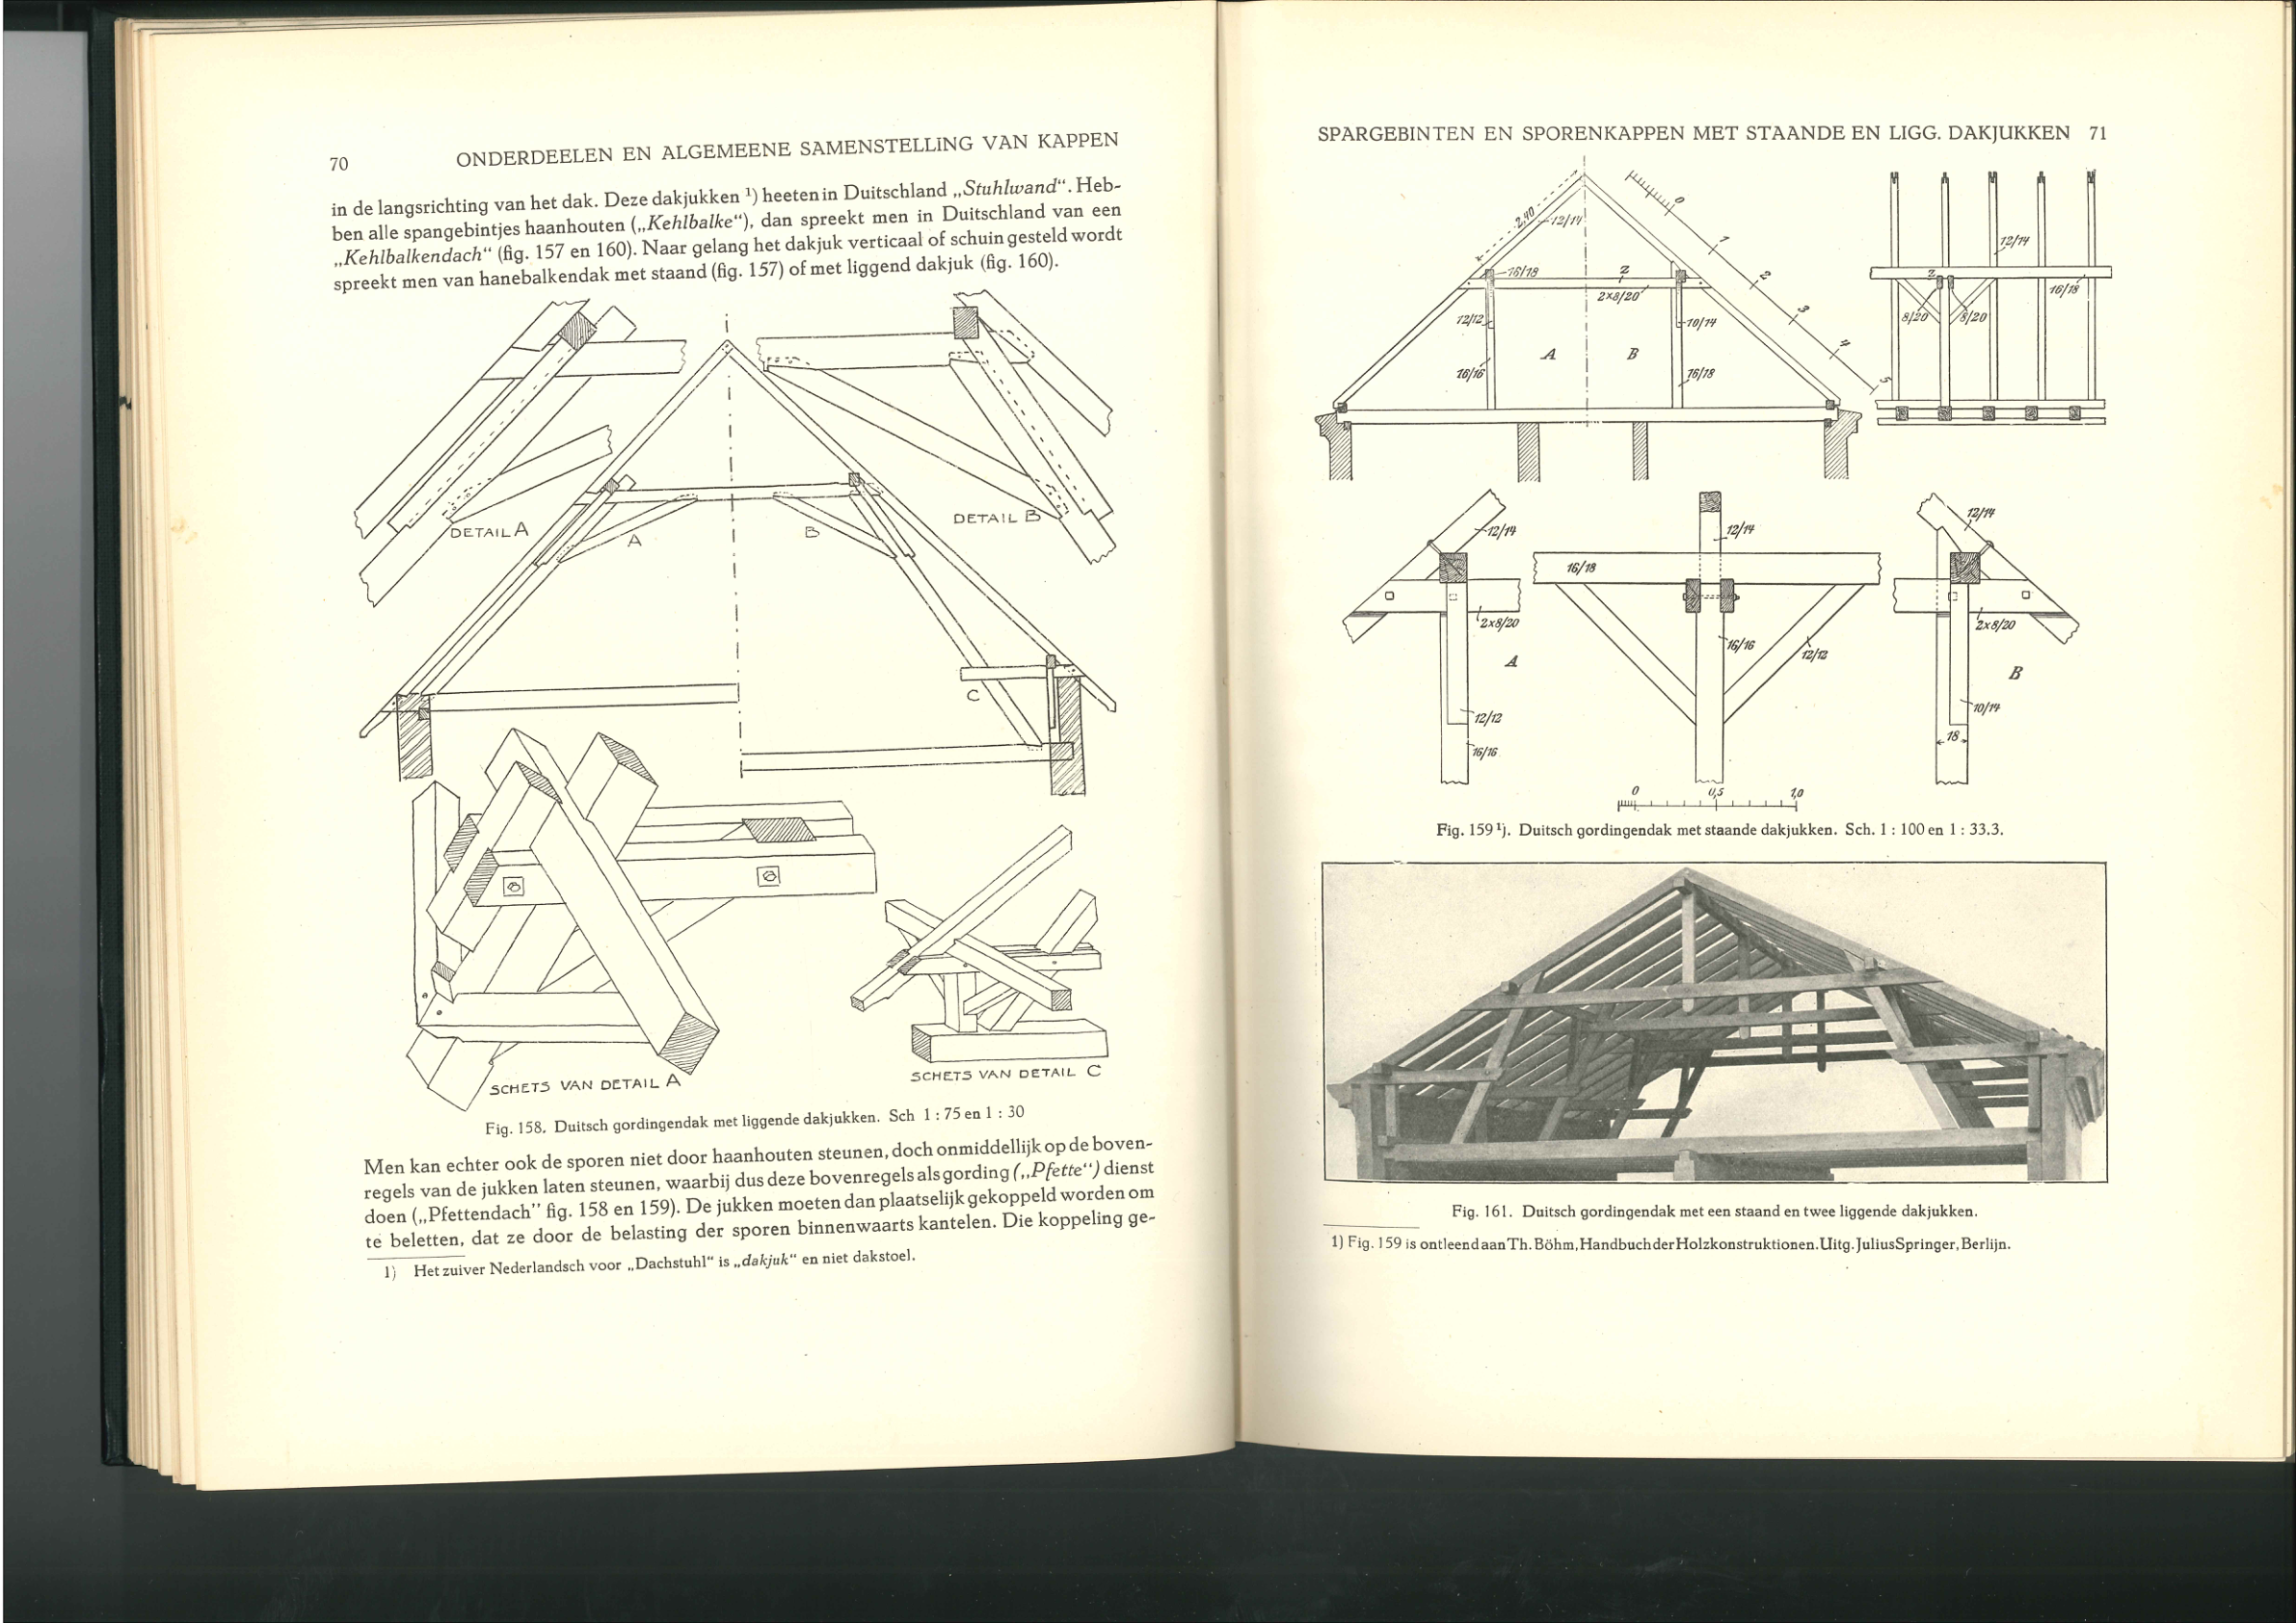 70 ONDERDEELEN EN ALGEMEENE SAMENSTELLING VAN KAPPEN
in de langsrichting van het dak. Deze dakjukken ¹) heeten in Duitschland „Stuhlwand“. Heb-
ben alle spangebintjes haanhouten („Kehlbalke“), dan spreekt men in Duitschland van een
„Kehlbalkendach“ (fig. 157 en 160). Naar gelang het dakjuk verticaal of schuin gesteld wordt
spreekt men van hanebalkendak met staand (fig. 157) of met liggend dakjuk (fig. 160).
DETAIL A
A
B
DETAIL B
C
SCHETS VAN DETAIL A
SCHETS VAN DETAIL C
Fig. 158. Duitsch gordingendak met liggende dakjukken. Sch 1 : 75 en 1 : 30
Men kan echter ook de sporen niet door haanhouten steunen, doch onmiddellijk op de boven-
regels van de jukken laten steunen, waarbij dus deze bovenregels als gording („Pfette“) dienst
doen („Pfettendach” fig. 158 en 159). De jukken moeten dan plaatselijk gekoppeld worden om
te beletten, dat ze door de belasting der sporen binnenwaarts kantelen. Die koppeling ge-
1) Het zuiver Nederlandsch voor „Dachstuhl“ is „dakjuk“ en niet dakstoel.
SPARGEBINTEN EN SPORENKAPPEN MET STAANDE EN LIGG. DAKJUKKEN 71
2,40
12/14
0
1
2
3
4
5
16/18
z
2x8/20
12/12
10/14
A
B
16/16
16/18
12/14
z
16/18
8/20
8/20
12/14
2x8/20
A
12/12
16/16
12/14
16/18
16/16
12/12
12/14
2x8/20
B
10/14
18
0 0,5 1,0
Fig. 159 ¹). Duitsch gordingendak met staande dakjukken. Sch. 1 : 100 en 1 : 33.3.
Fig. 161. Duitsch gordingendak met een staand en twee liggende dakjukken.
1) Fig. 159 is ontleend aan Th. Böhm, Handbuch der Holzkonstruktionen. Uitg. Julius Springer, Berlijn.